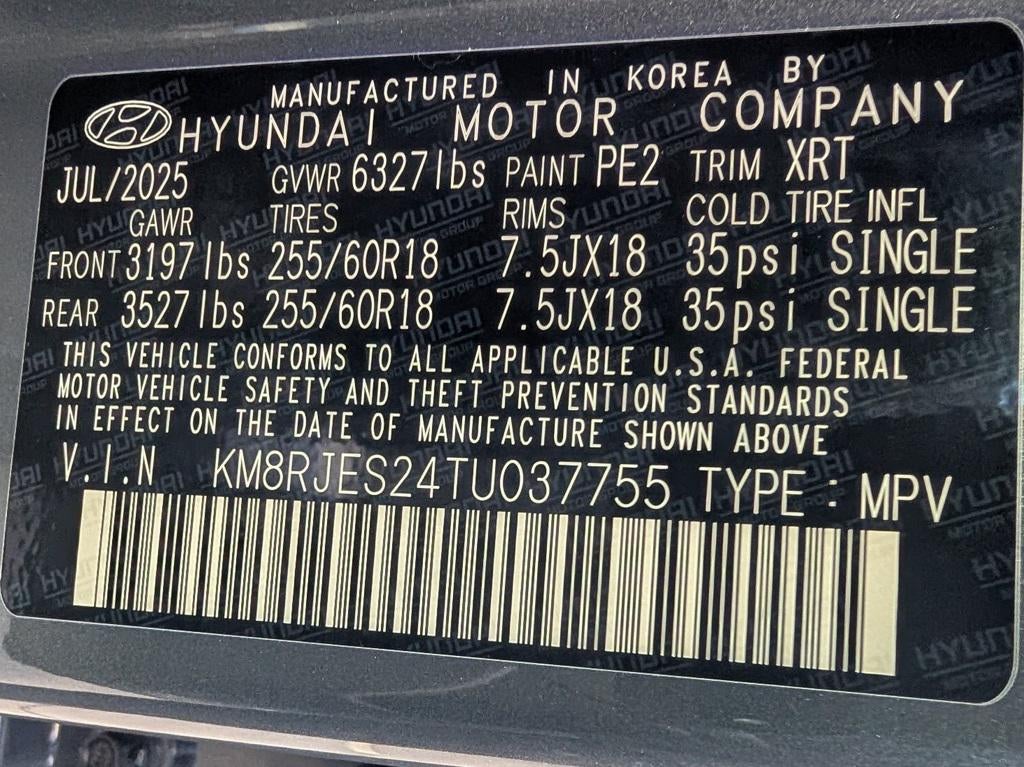 MANUFACTURED IN KOREA BY
HYUNDAI MOTOR COMPANY
JUL/2025 GVWR 6327lbs PAINT PE2 TRIM XRT
GAWR TIRES RIMS COLD TIRE INFL
FRONT 3197lbs 255/60R18 7.5JX18 35psi SINGLE
REAR 3527lbs 255/60R18 7.5JX18 35psi SINGLE
THIS VEHICLE CONFORMS TO ALL APPLICABLE U.S.A. FEDERAL
MOTOR VEHICLE SAFETY AND THEFT PREVENTION STANDARDS
IN EFFECT ON THE DATE OF MANUFACTURE SHOWN ABOVE
V.I.N KM8RJES24TU037755 TYPE : MPV